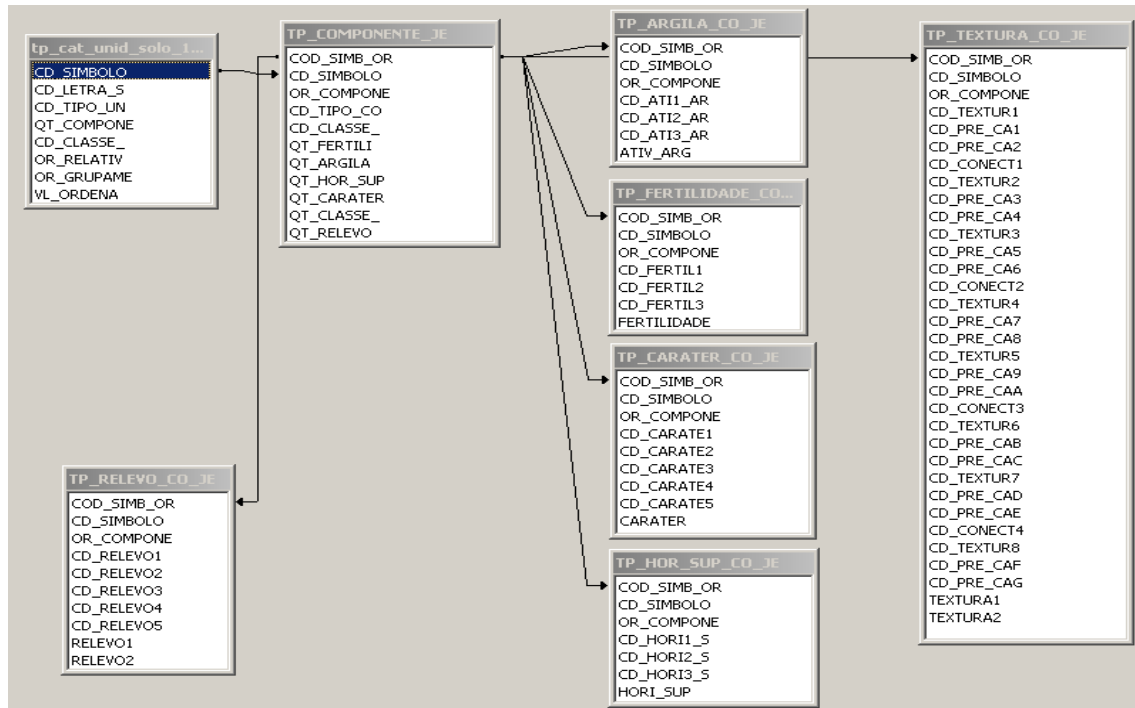 tp_cat_unid_solo_1...
CD_SIMBOLO
CD_LETRA_S
CD_TIPO_UN
QT_COMPONE
CD_CLASSE_
OR_RELATIV
OR_GRUPAME
VL_ORDENA
TP_COMPONENTE_JE
COD_SIMB_OR
CD_SIMBOLO
OR_COMPONE
CD_TIPO_CO
CD_CLASSE_
QT_FERTILI
QT_ARGILA
QT_HOR_SUP
QT_CARATER
QT_CLASSE_
QT_RELEVO
TP_RELEVO_CO_JE
COD_SIMB_OR
CD_SIMBOLO
OR_COMPONE
CD_RELEVO1
CD_RELEVO2
CD_RELEVO3
CD_RELEVO4
CD_RELEVO5
RELEVO1
RELEVO2
TP_ARGILA_CO_JE
COD_SIMB_OR
CD_SIMBOLO
OR_COMPONE
CD_ATI1_AR
CD_ATI2_AR
CD_ATI3_AR
ATIV_ARG
TP_FERTILIDADE_CO...
COD_SIMB_OR
CD_SIMBOLO
OR_COMPONE
CD_FERTIL1
CD_FERTIL2
CD_FERTIL3
FERTILIDADE
TP_CARATER_CO_JE
COD_SIMB_OR
CD_SIMBOLO
OR_COMPONE
CD_CARATE1
CD_CARATE2
CD_CARATE3
CD_CARATE4
CD_CARATE5
CARATER
TP_HOR_SUP_CO_JE
COD_SIMB_OR
CD_SIMBOLO
OR_COMPONE
CD_HORI1_S
CD_HORI2_S
CD_HORI3_S
HORI_SUP
TP_TEXTURA_CO_JE
COD_SIMB_OR
CD_SIMBOLO
OR_COMPONE
CD_TEXTUR1
CD_PRE_CA1
CD_PRE_CA2
CD_CONECT1
CD_TEXTUR2
CD_PRE_CA3
CD_PRE_CA4
CD_TEXTUR3
CD_PRE_CA5
CD_PRE_CA6
CD_CONECT2
CD_TEXTUR4
CD_PRE_CA7
CD_PRE_CA8
CD_TEXTUR5
CD_PRE_CA9
CD_PRE_CAA
CD_CONECT3
CD_TEXTUR6
CD_PRE_CAB
CD_PRE_CAC
CD_TEXTUR7
CD_PRE_CAD
CD_PRE_CAE
CD_CONECT4
CD_TEXTUR8
CD_PRE_CAF
CD_PRE_CAG
TEXTURA1
TEXTURA2